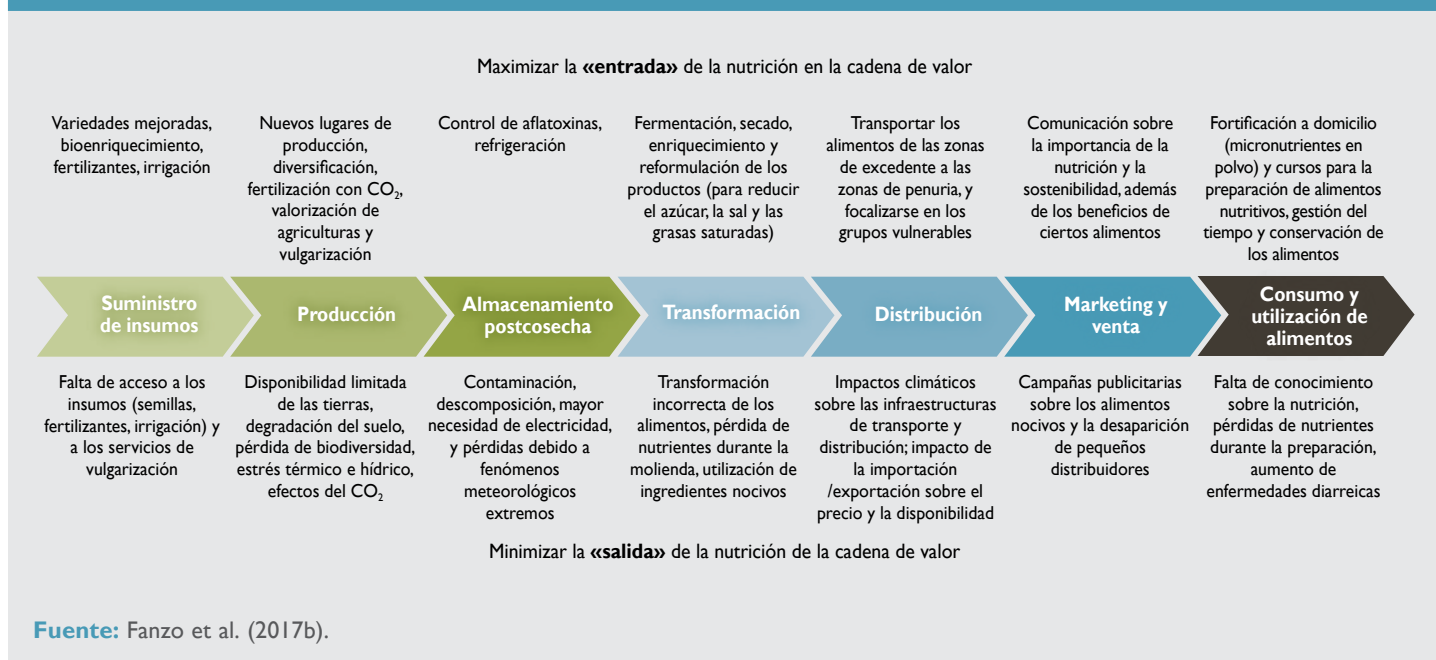 Maximizar la «entrada» de la nutrición en la cadena de valor
Variedades mejoradas,
bioenriquecimiento,
fertilizantes, irrigación
Nuevos lugares de
producción,
diversificación,
fertilización con CO₂,
valorización de
agriculturas y
vulgarización
Control de aflatoxinas,
refrigeración
Fermentación, secado,
enriquecimiento y
reformulación de los
productos (para reducir
el azúcar, la sal y las
grasas saturadas)
Transportar los
alimentos de las zonas
de excedente a las
zonas de penuria, y
focalizarse en los
grupos vulnerables
Comunicación sobre
la importancia de la
nutrición y la
sostenibilidad, además
de los beneficios de
ciertos alimentos
Fortificación a domicilio
(micronutrientes en
polvo) y cursos para la
preparación de alimentos
nutritivos, gestión del
tiempo y conservación de
los alimentos
Suministro
de insumos
Producción
Almacenamiento
postcosecha
Transformación
Distribución
Marketing y
venta
Consumo y
utilización de
alimentos
Falta de acceso a los
insumos (semillas,
fertilizantes, irrigación) y
a los servicios de
vulgarización
Disponibilidad limitada
de las tierras,
degradación del suelo,
pérdida de biodiversidad,
estrés térmico e hídrico,
efectos del CO₂
Contaminación,
descomposición, mayor
necesidad de electricidad,
y pérdidas debido a
fenómenos
meteorológicos
extremos
Transformación
incorrecta de los
alimentos, pérdida de
nutrientes durante la
molienda, utilización de
ingredientes nocivos
Impactos climáticos
sobre las infraestructuras
de transporte y
distribución; impacto de
la importación
/exportación sobre el
precio y la disponibilidad
Campañas publicitarias
sobre los alimentos
nocivos y la desaparición
de pequeños
distribuidores
Falta de conocimiento
sobre la nutrición,
pérdidas de nutrientes
durante la preparación,
aumento de
enfermedades diarreicas
Minimizar la «salida» de la nutrición de la cadena de valor
Fuente: Fanzo et al. (2017b).